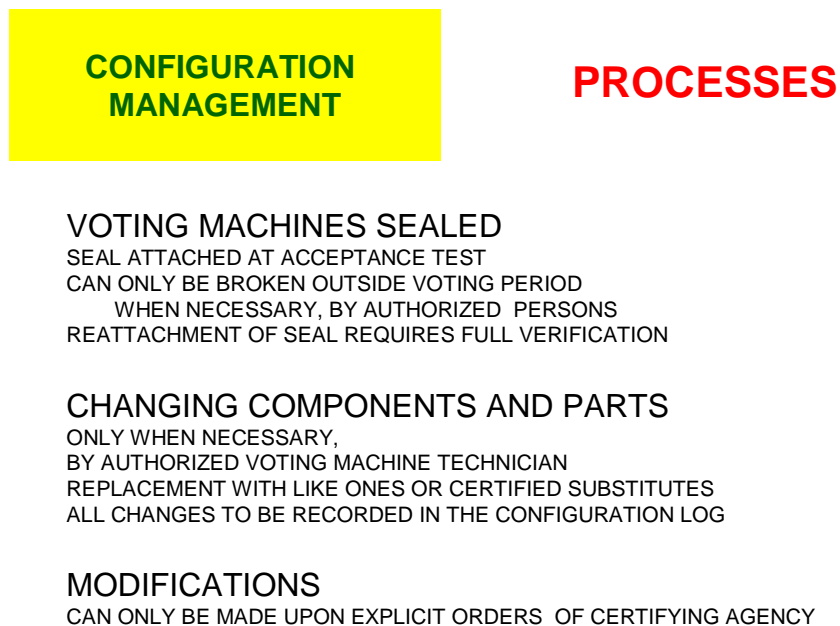 CONFIGURATION
MANAGEMENT
PROCESSES
VOTING MACHINES SEALED
SEAL ATTACHED AT ACCEPTANCE TEST
CAN ONLY BE BROKEN OUTSIDE VOTING PERIOD
WHEN NECESSARY, BY AUTHORIZED PERSONS
REATTACHMENT OF SEAL REQUIRES FULL VERIFICATION
CHANGING COMPONENTS AND PARTS
ONLY WHEN NECESSARY,
BY AUTHORIZED VOTING MACHINE TECHNICIAN
REPLACEMENT WITH LIKE ONES OR CERTIFIED SUBSTITUTES
ALL CHANGES TO BE RECORDED IN THE CONFIGURATION LOG
MODIFICATIONS
CAN ONLY BE MADE UPON EXPLICIT ORDERS OF CERTIFYING AGENCY